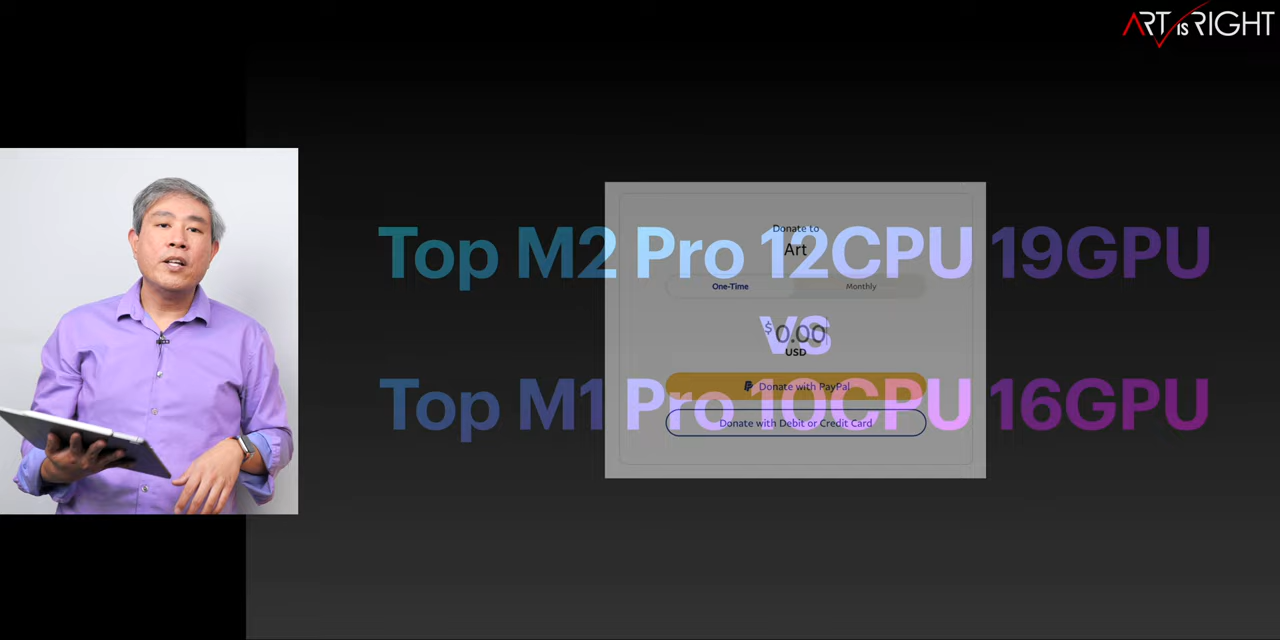 ART IS RIGHT
Donate to
Top M2 Pro 12CPU 19GPU
Art
One-Time Monthly
vs
$0.00
USD
Donate with PayPal
Top M1 Pro 10CPU 16GPU
Donate with Debit or Credit Card